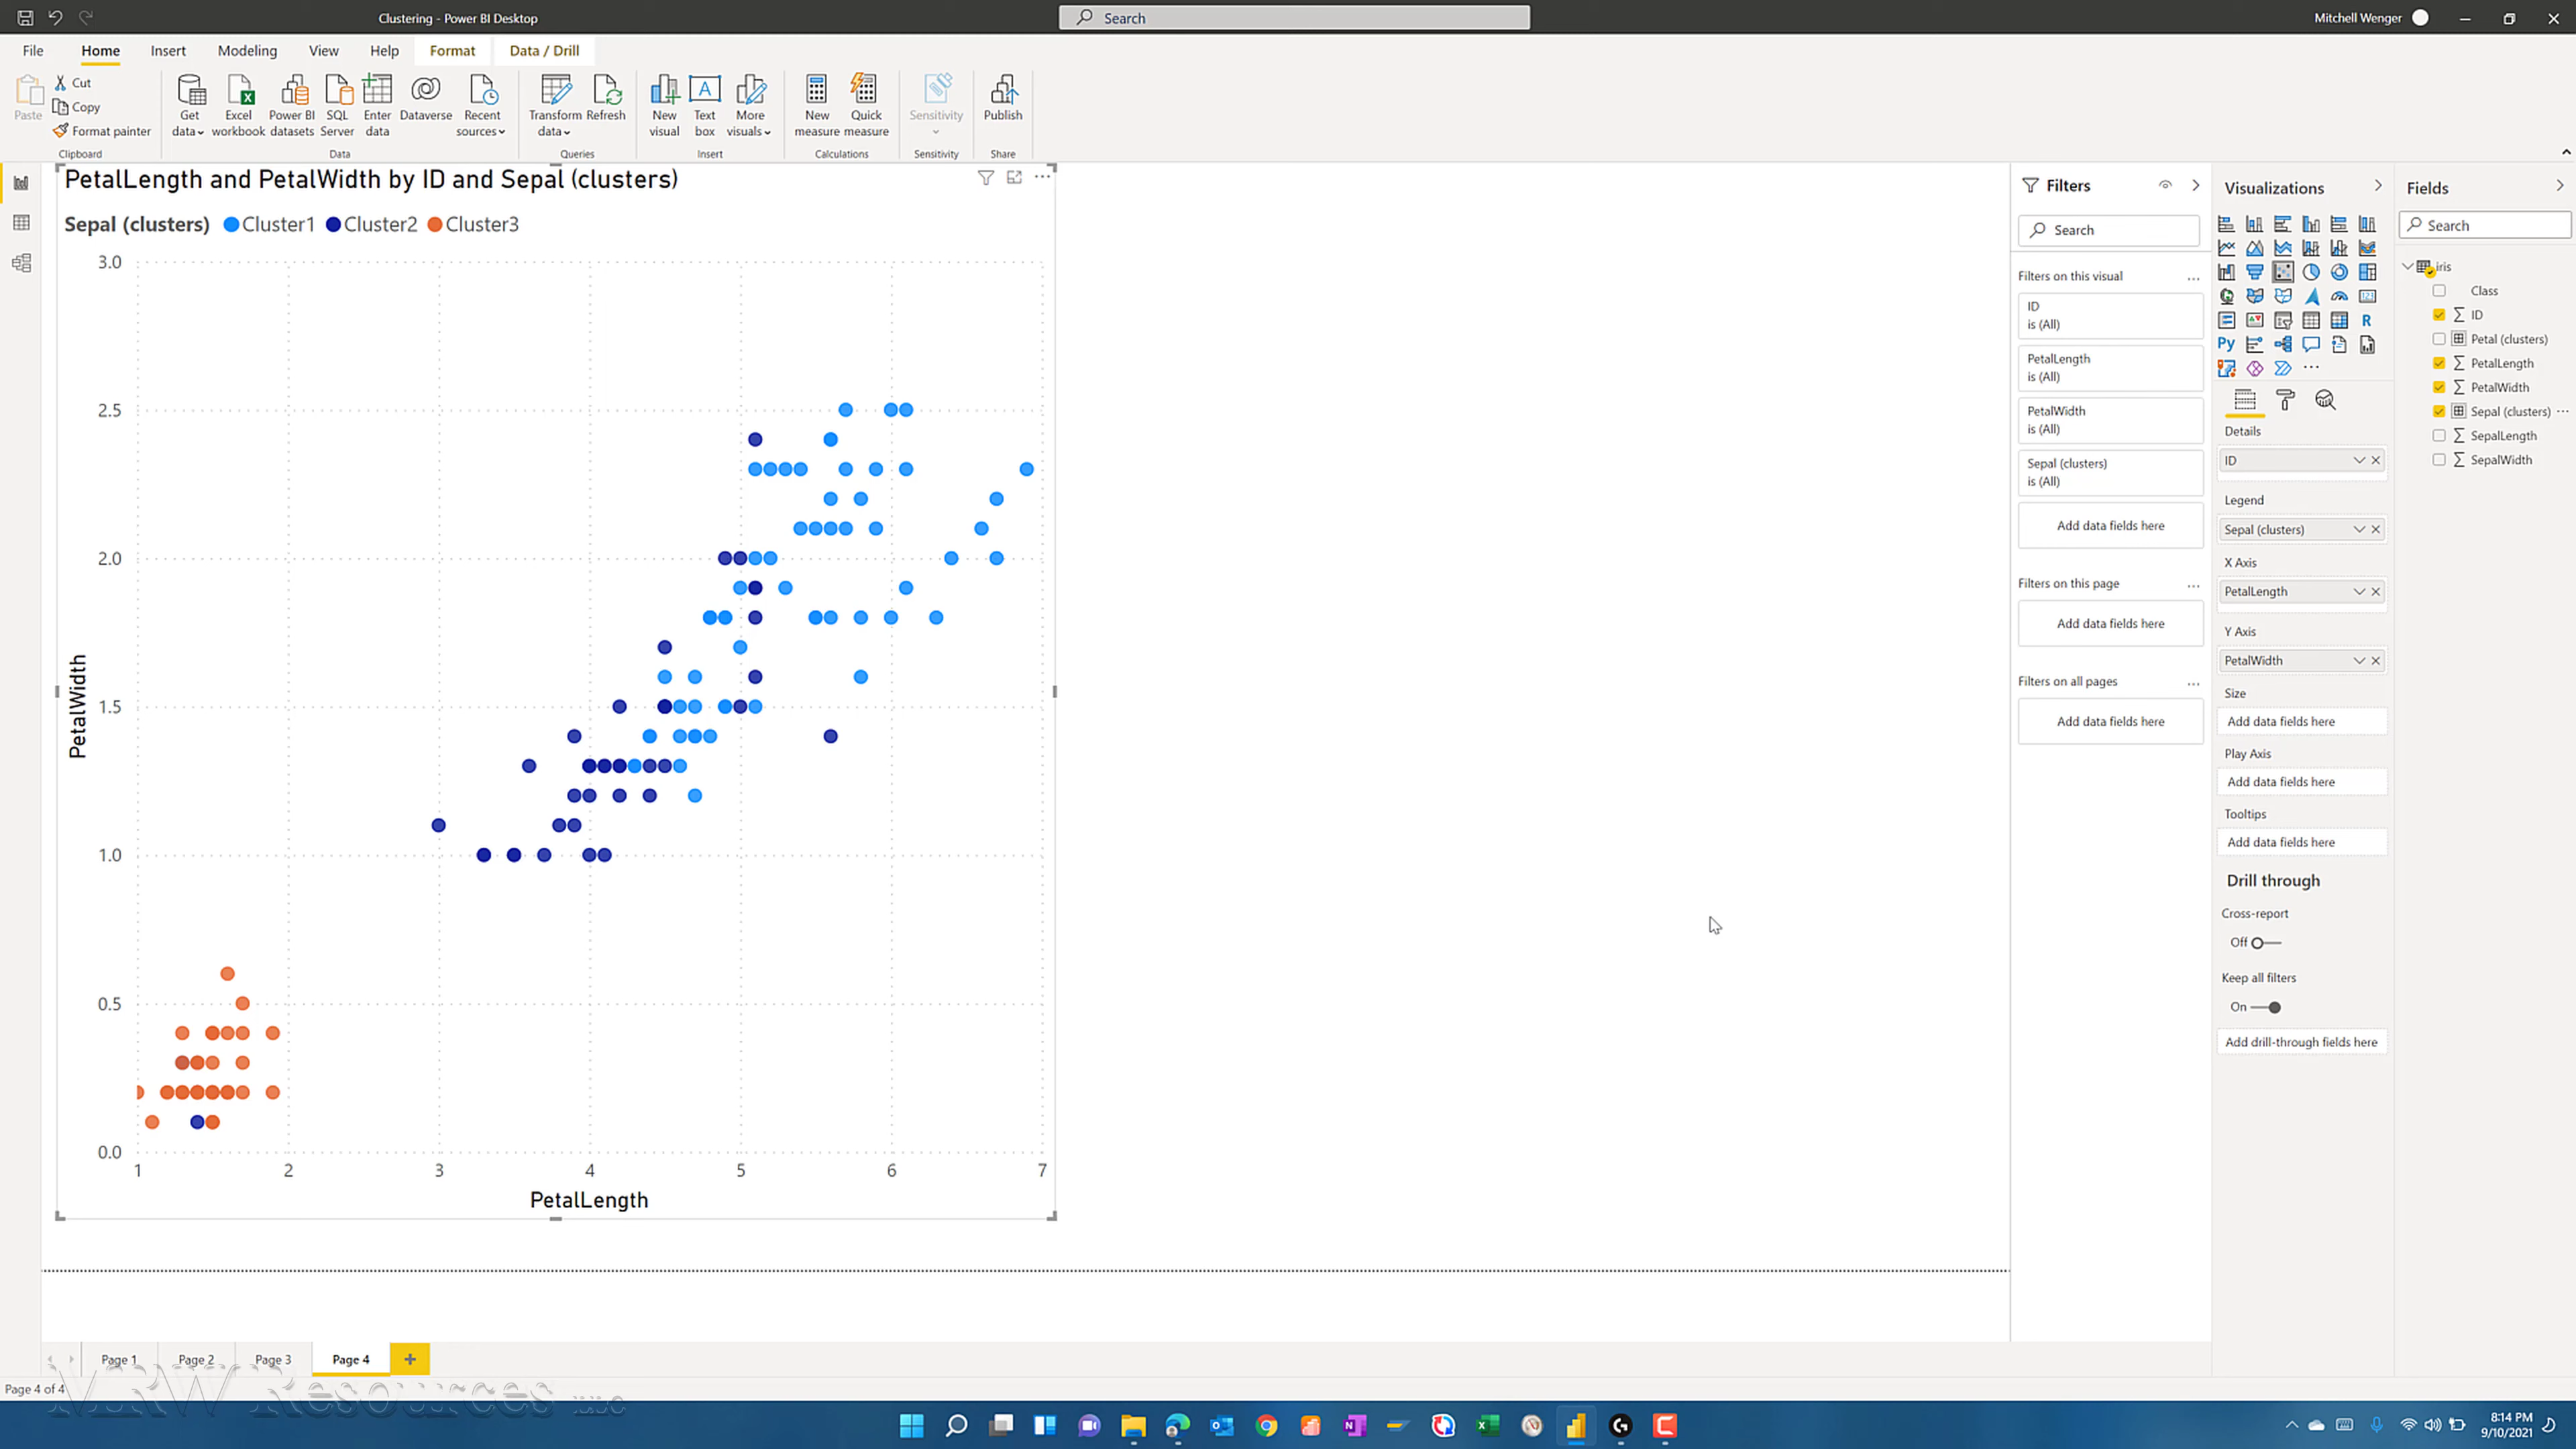 Clustering - Power BI Desktop
Search
Mitchell Wenger
File Home Insert Modeling View Help Format Data / Drill
Paste
Cut
Copy
Format painter
Get data
Excel workbook
Power BI datasets
SQL Server
Enter data
Dataverse
Recent sources
Transform data
Refresh
New visual
Text box
More visuals
New measure
Quick measure
Sensitivity
Publish
Clipboard Data Queries Insert Calculations Sensitivity Share
PetalLength and PetalWidth by ID and Sepal (clusters)
Sepal (clusters) Cluster1 Cluster2 Cluster3
3.0
2.5
2.0
1.5
1.0
0.5
0.0
PetalWidth
1 2 3 4 5 6 7
PetalLength
Filters
Search
Filters on this visual ...
ID
is (All)
PetalLength
is (All)
PetalWidth
is (All)
Sepal (clusters)
is (All)
Add data fields here
Filters on this page ...
Add data fields here
Filters on all pages ...
Add data fields here
Visualizations
R
Py
...
Details
ID
Legend
Sepal (clusters)
X Axis
PetalLength
Y Axis
PetalWidth
Size
Add data fields here
Play Axis
Add data fields here
Tooltips
Add data fields here
Drill through
Cross-report
Off
Keep all filters
On
Add drill-through fields here
Fields
Search
iris
Class
ID
Petal (clusters)
PetalLength
PetalWidth
Sepal (clusters) ...
SepalLength
SepalWidth
Page 1 Page 2 Page 3 Page 4 +
Page 4 of 4
MRW Resources
8:14 PM
9/10/2021